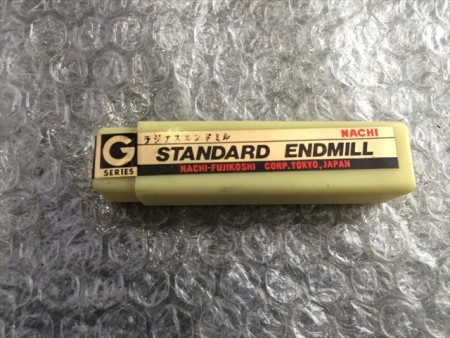 G
SERIES
ラジアスエンドミル
NACHI
STANDARD ENDMILL
NACHI-FUJIKOSHI CORP.TOKYO,JAPAN